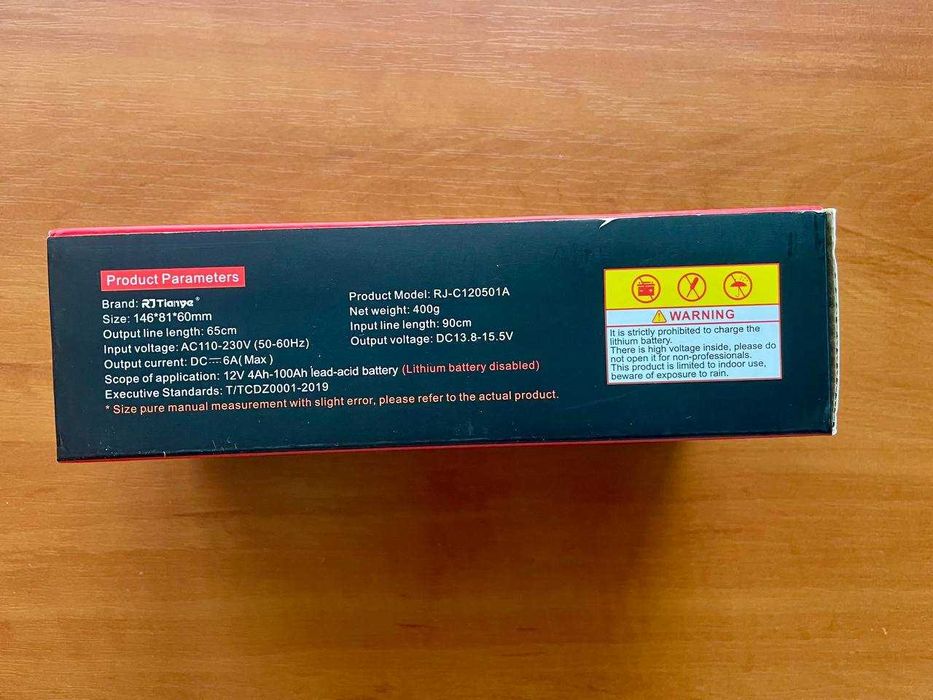 Product Parameters
Brand: RJTianye®
Size: 146*81*60mm
Output line length: 65cm
Input voltage: AC110-230V (50-60Hz)
Output current: DC⎓6A(Max)
Product Model: RJ-C120501A
Net weight: 400g
Input line length: 90cm
Output voltage: DC13.8-15.5V
Scope of application: 12V 4Ah-100Ah lead-acid battery (Lithium battery disabled)
Executive Standards: T/TCDZ0001-2019
* Size pure manual measurement with slight error, please refer to the actual product.
WARNING
It is strictly prohibited to charge the
lithium battery.
There is high voltage inside, please do
not open it for non-professionals.
This product is limited to indoor use,
beware of exposure to rain.